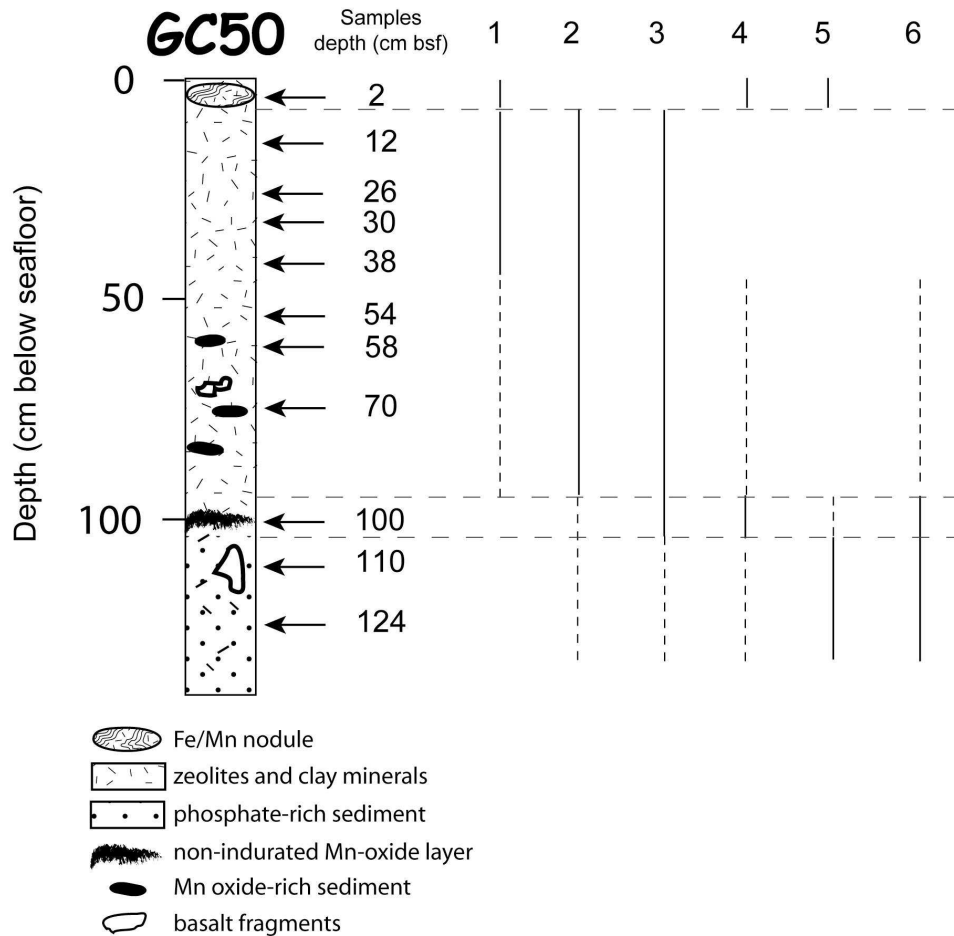 GC50
Samples
depth (cm bsf)
1 2 3 4 5 6
Depth (cm below seafloor)
0
2
12
26
30
38
50
54
58
70
100
100
110
124
Fe/Mn nodule
zeolites and clay minerals
phosphate-rich sediment
non-indurated Mn-oxide layer
Mn oxide-rich sediment
basalt fragments